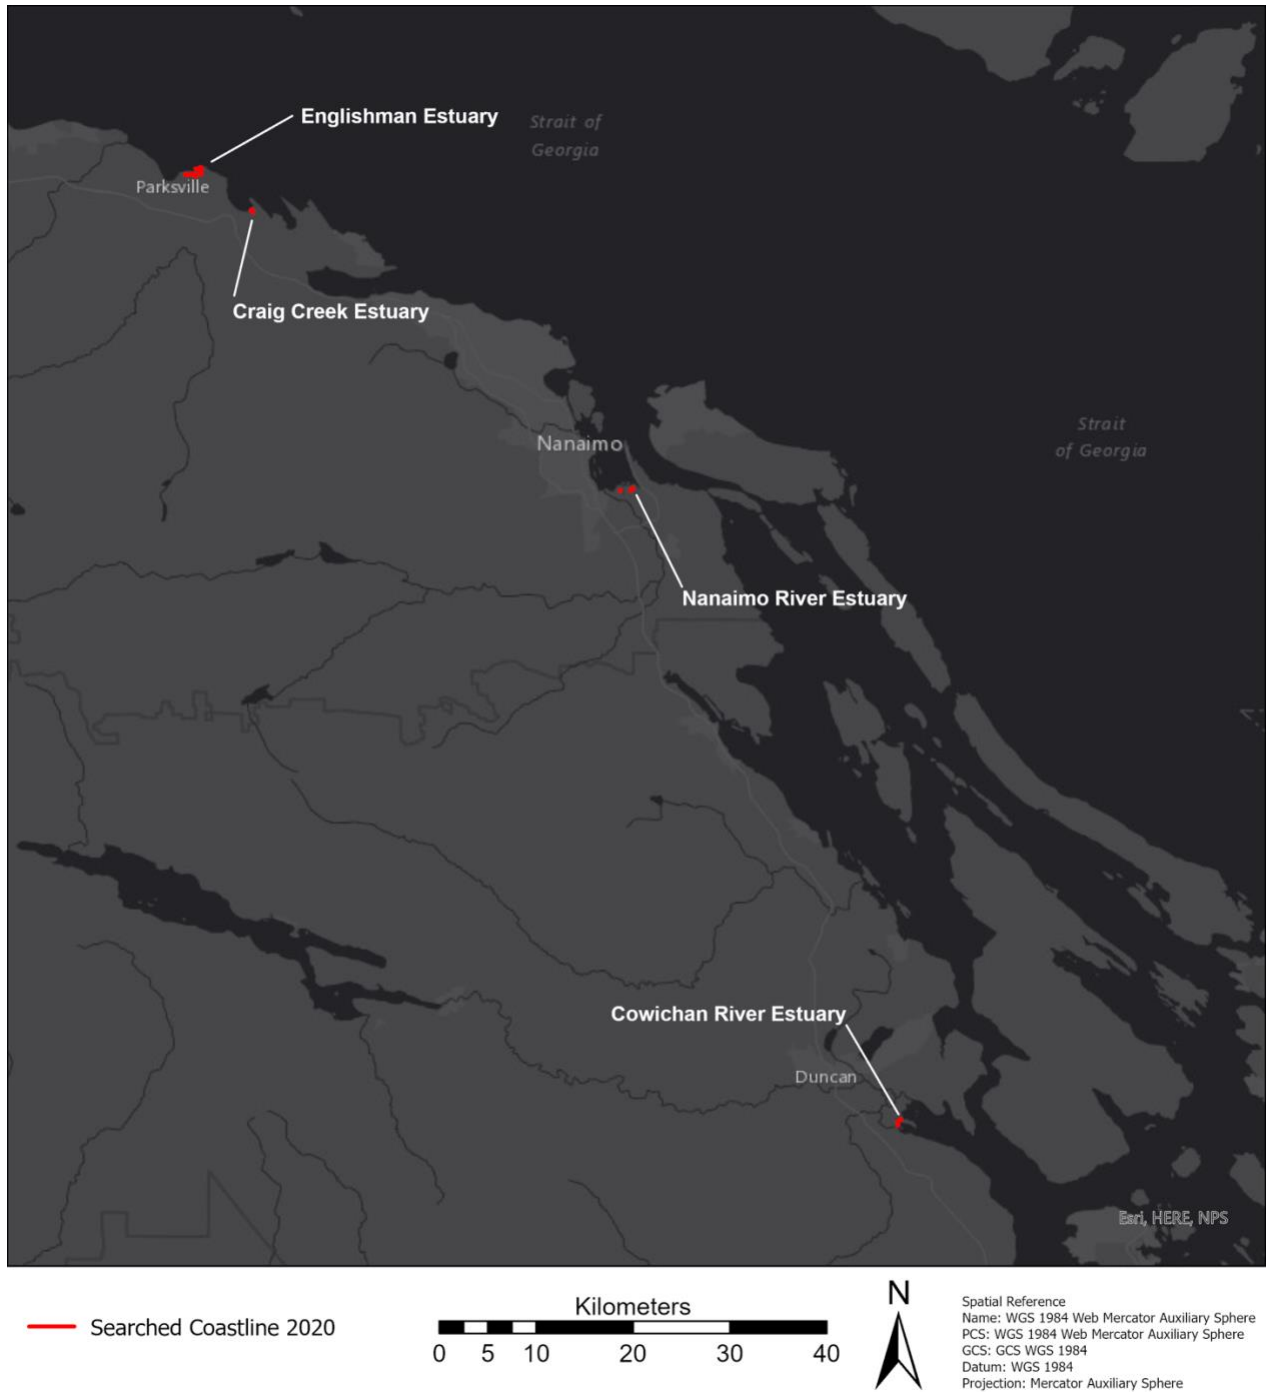 Englishman Estuary
Strait of
Georgia
Parksville
Craig Creek Estuary
Strait
of Georgia
Nanaimo
Nanaimo River Estuary
Cowichan River Estuary
Duncan
Esri, HERE, NPS
Searched Coastline 2020
Kilometers
0 5 10 20 30 40
N
Spatial Reference
Name: WGS 1984 Web Mercator Auxiliary Sphere
PCS: WGS 1984 Web Mercator Auxiliary Sphere
GCS: GCS WGS 1984
Datum: WGS 1984
Projection: Mercator Auxiliary Sphere